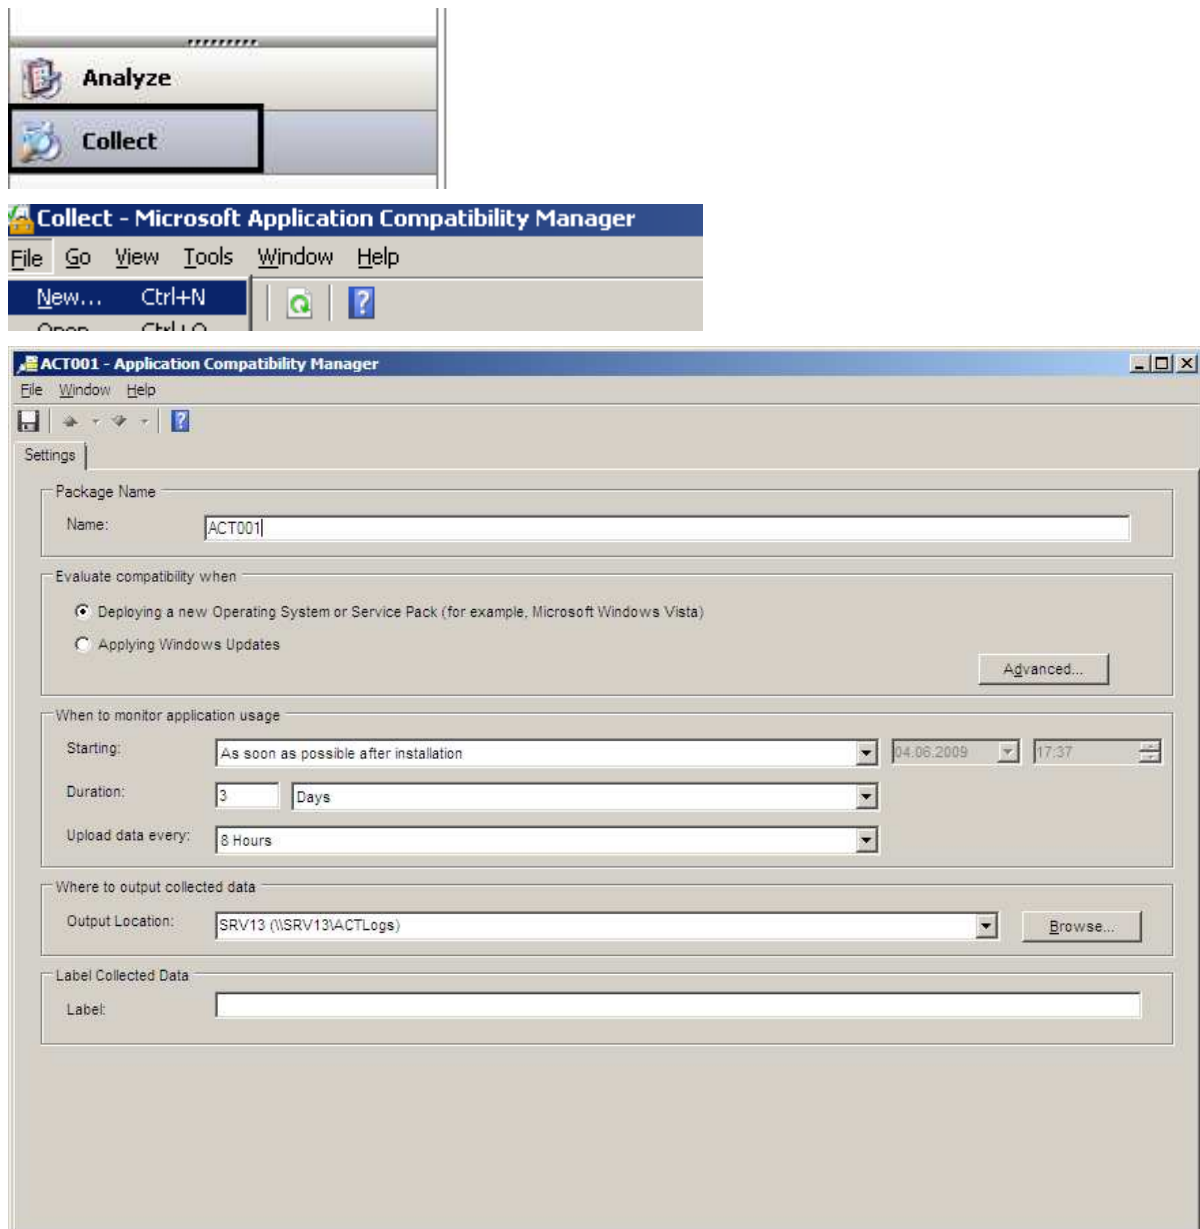 Analyze
Collect
Collect - Microsoft Application Compatibility Manager
File Go View Tools Window Help
New... Ctrl+N
Open... Ctrl+O
ACT001 - Application Compatibility Manager
File Window Help
Settings
Package Name
Name: ACT001
Evaluate compatibility when
Deploying a new Operating System or Service Pack (for example, Microsoft Windows Vista)
Applying Windows Updates
Advanced...
When to monitor application usage
Starting: As soon as possible after installation 04.06.2009 17:37
Duration: 3 Days
Upload data every: 8 Hours
Where to output collected data
Output Location: SRV13 (\\SRV13\ACTLogs) Browse...
Label Collected Data
Label: